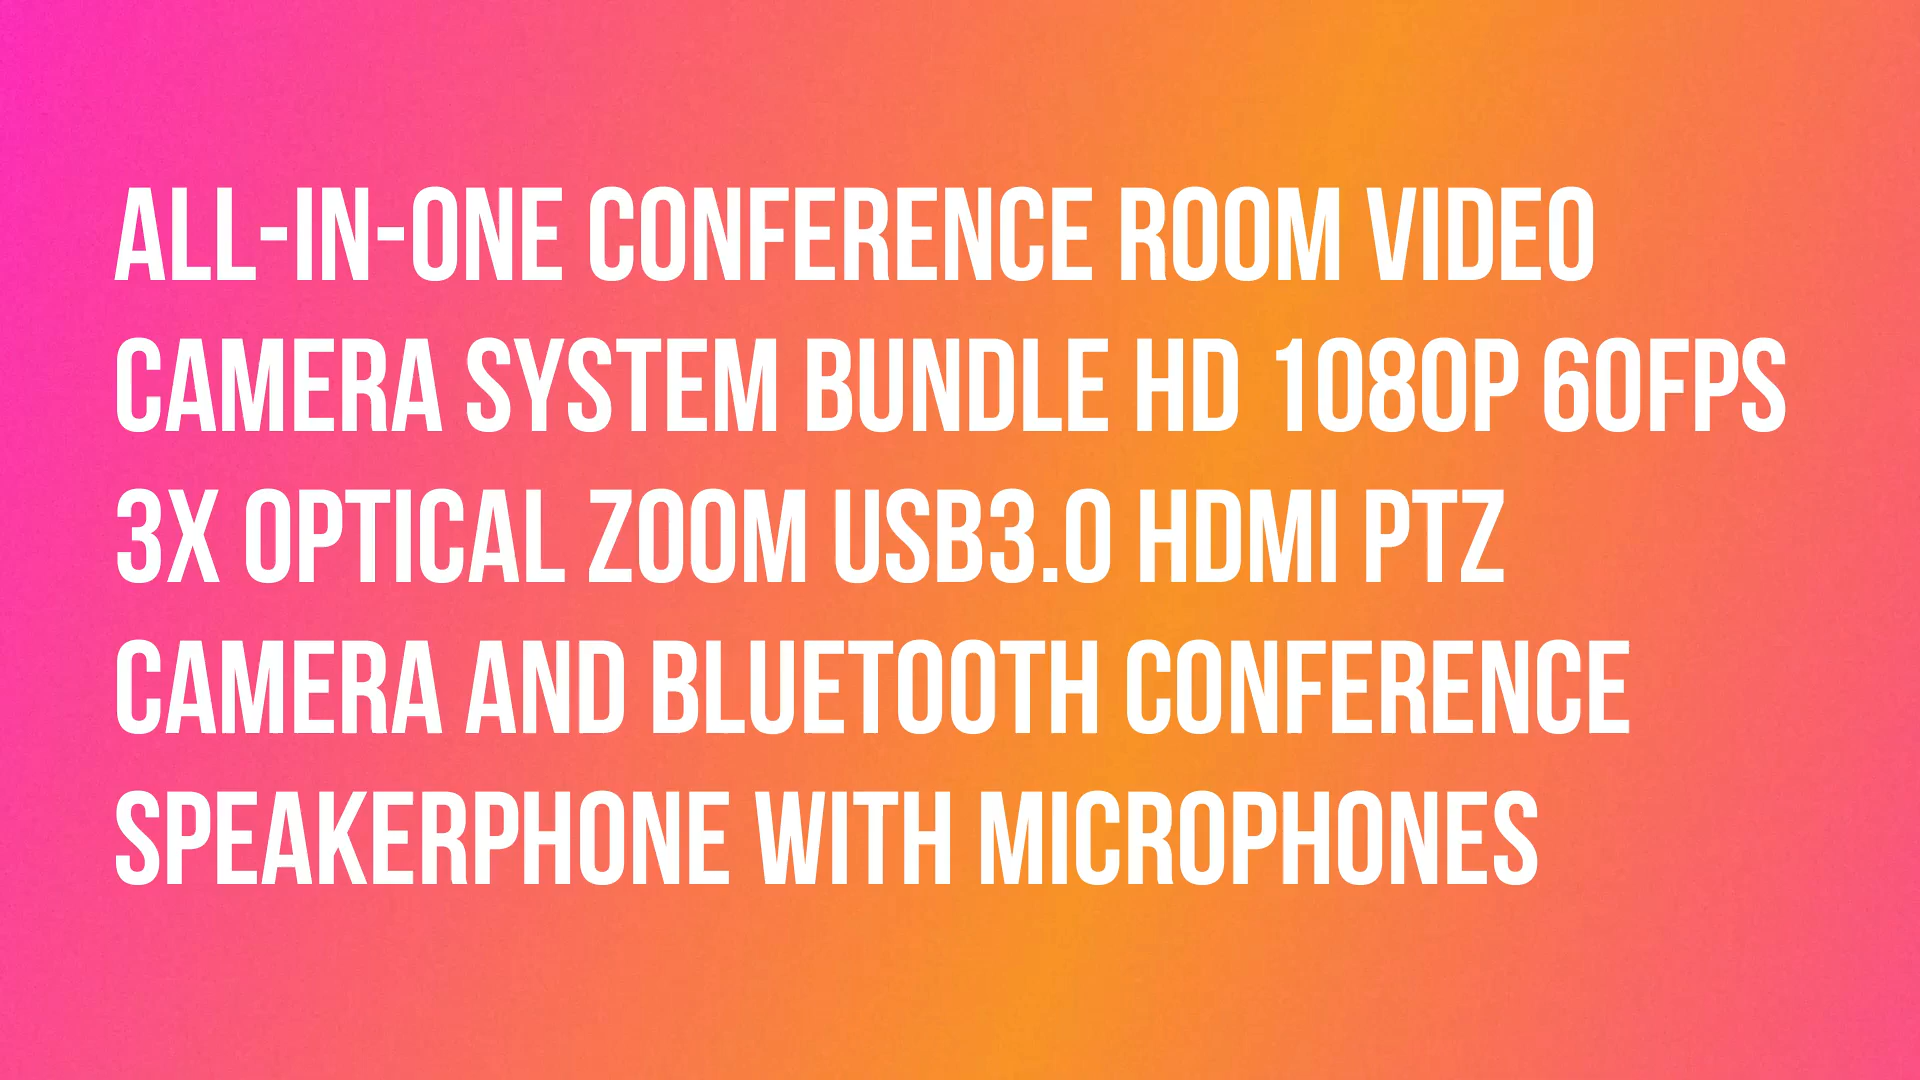 ALL-IN-ONE CONFERENCE ROOM VIDEO
CAMERA SYSTEM BUNDLE HD 1080P 60FPS
3X OPTICAL ZOOM USB3.0 HDMI PTZ
CAMERA AND BLUETOOTH CONFERENCE
SPEAKERPHONE WITH MICROPHONES